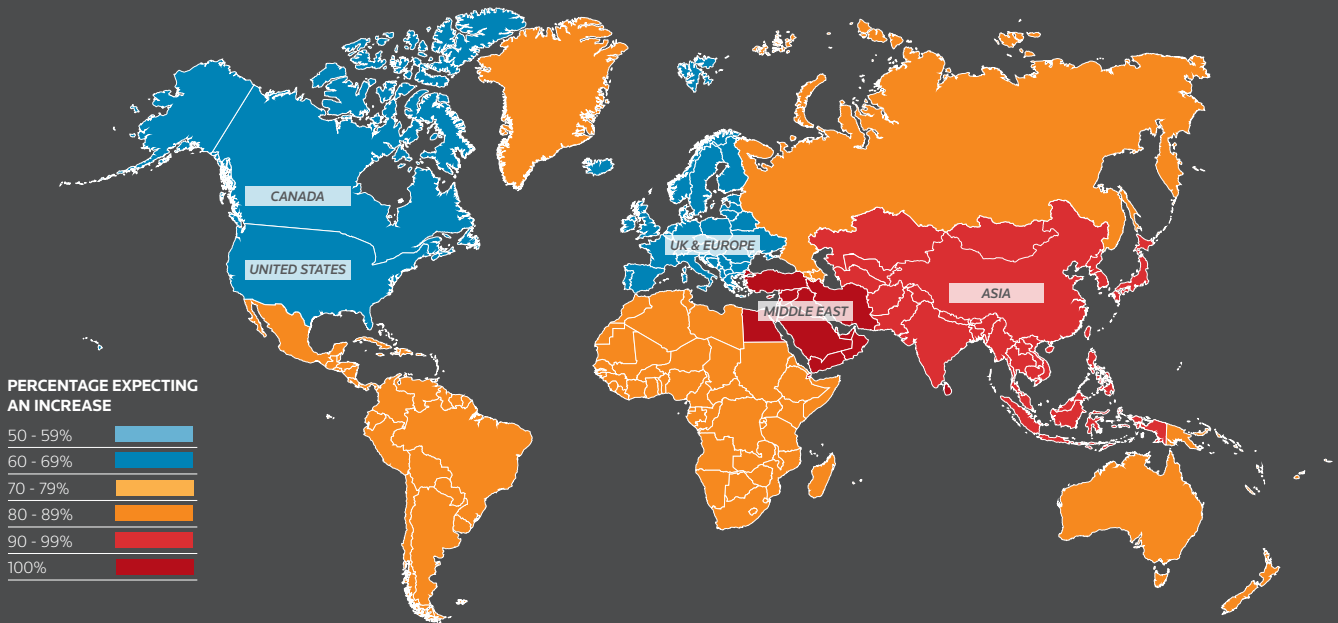 CANADA
UK & EUROPE
UNITED STATES
ASIA
MIDDLE EAST
PERCENTAGE EXPECTING
AN INCREASE
50 - 59%
60 - 69%
70 - 79%
80 - 89%
90 - 99%
100%